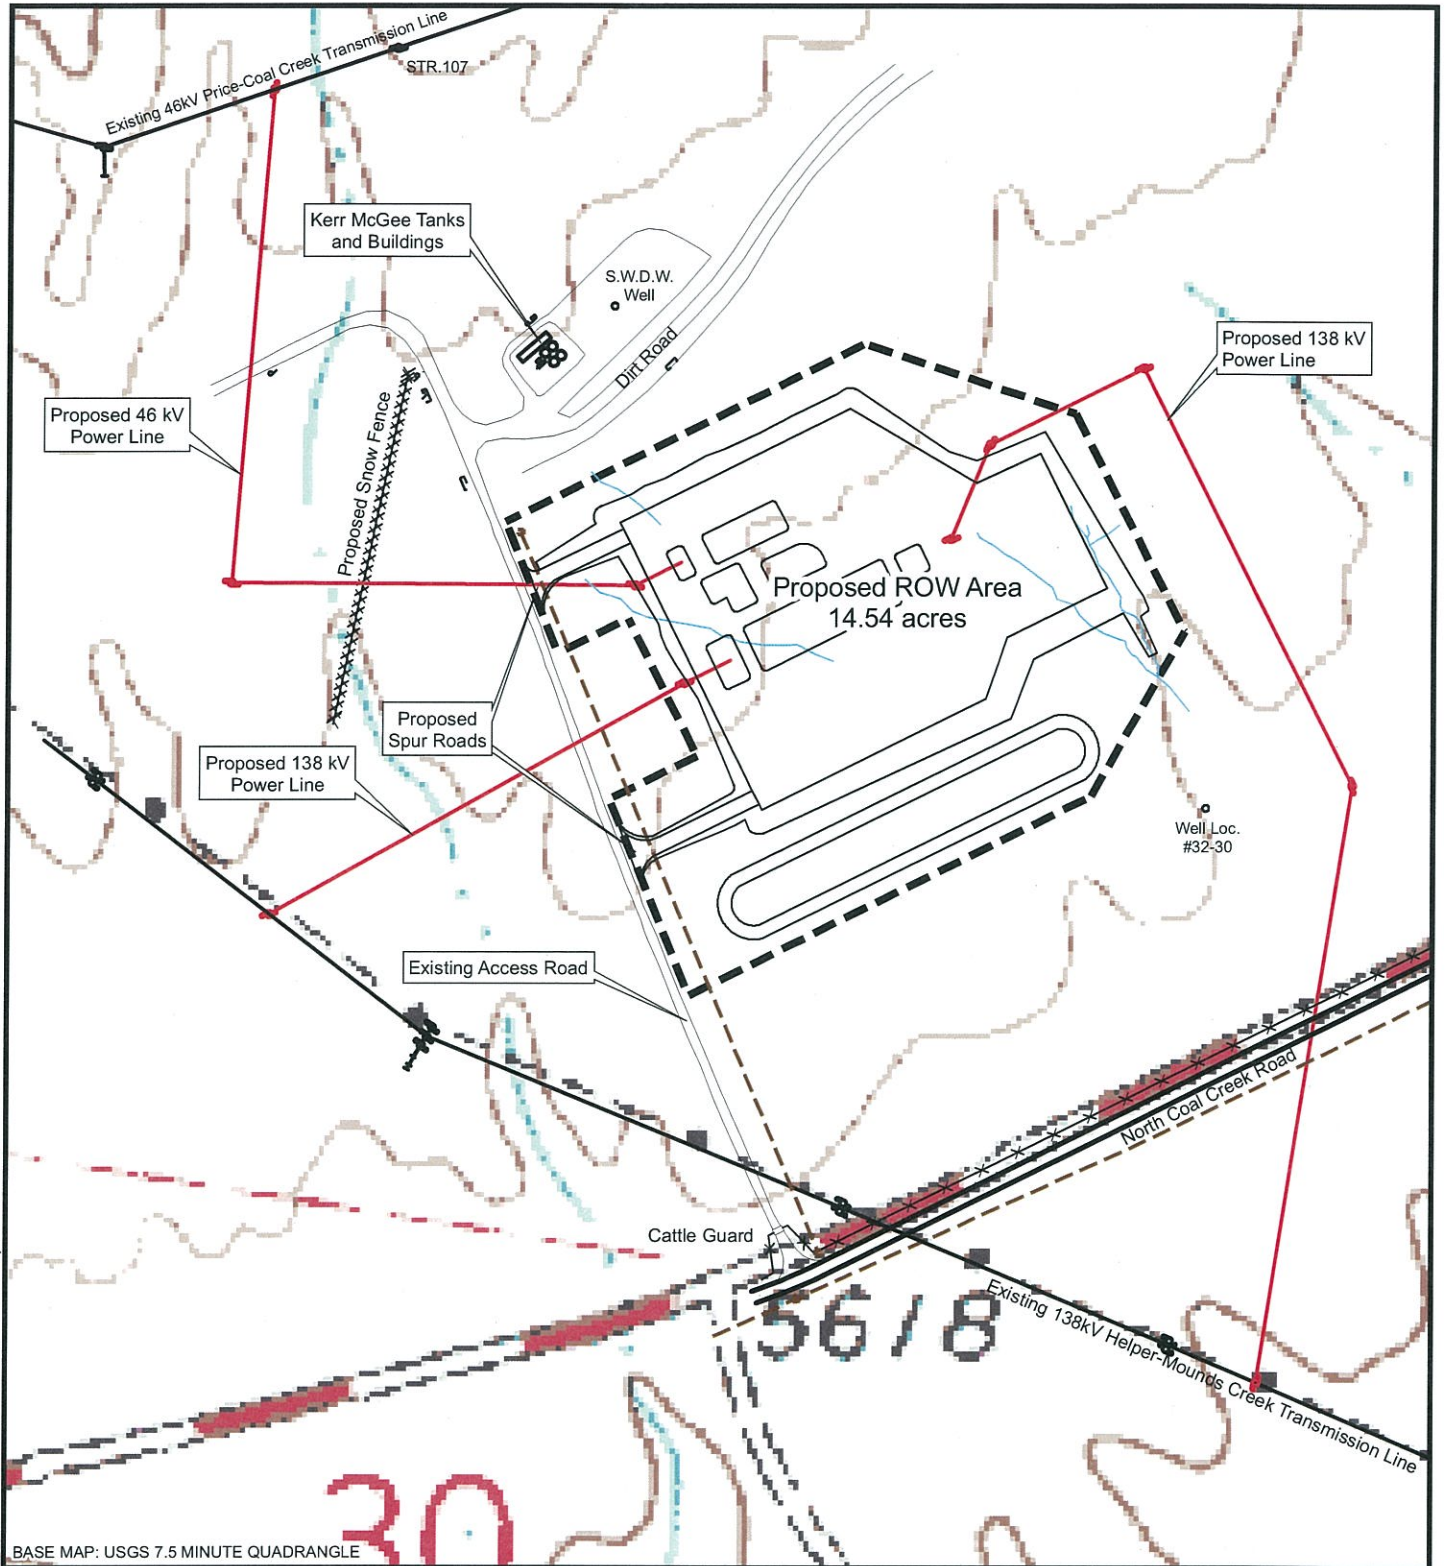 Existing 46kV Price-Coal Creek Transmission Line
STR.107
Kerr McGee Tanks
and Buildings
S.W.D.W.
Well
Dirt Road
Proposed 138 kV
Power Line
Proposed 46 kV
Power Line
Proposed Snow Fence
Proposed ROW Area
14.54 acres
Proposed
Spur Roads
Proposed 138 kV
Power Line
Well Loc.
#32-30
Existing Access Road
North Coal Creek Road
Cattle Guard
5618
Existing 138kV Helper-Mounds Creek Transmission Line
30
BASE MAP: USGS 7.5 MINUTE QUADRANGLE